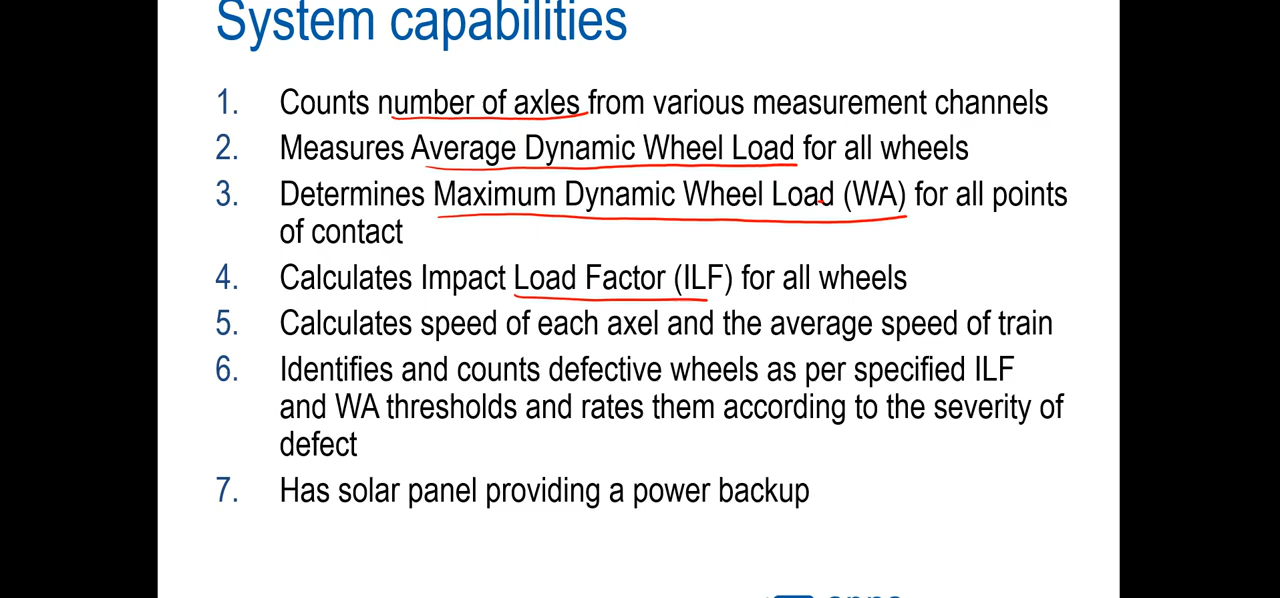 System capabilities
1. Counts number of axles from various measurement channels
2. Measures Average Dynamic Wheel Load for all wheels
3. Determines Maximum Dynamic Wheel Load (WA) for all points
of contact
4. Calculates Impact Load Factor (ILF) for all wheels
5. Calculates speed of each axel and the average speed of train
6. Identifies and counts defective wheels as per specified ILF
and WA thresholds and rates them according to the severity of
defect
7. Has solar panel providing a power backup